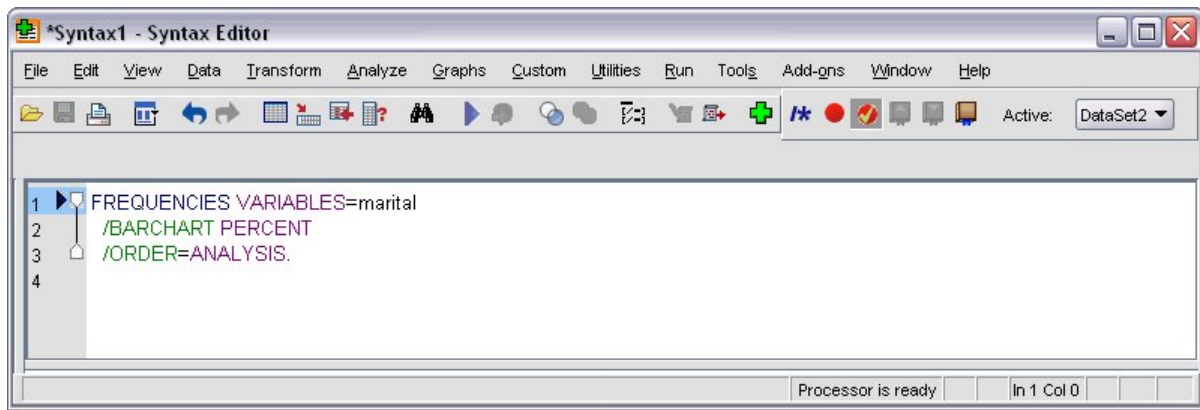 *Syntax1 - Syntax Editor
File Edit View Data Transform Analyze Graphs Custom Utilities Run Tools Add-ons Window Help
Active: DataSet2
1 FREQUENCIES VARIABLES=marital
2 /BARCHART PERCENT
3 /ORDER=ANALYSIS.
4
Processor is ready In 1 Col 0